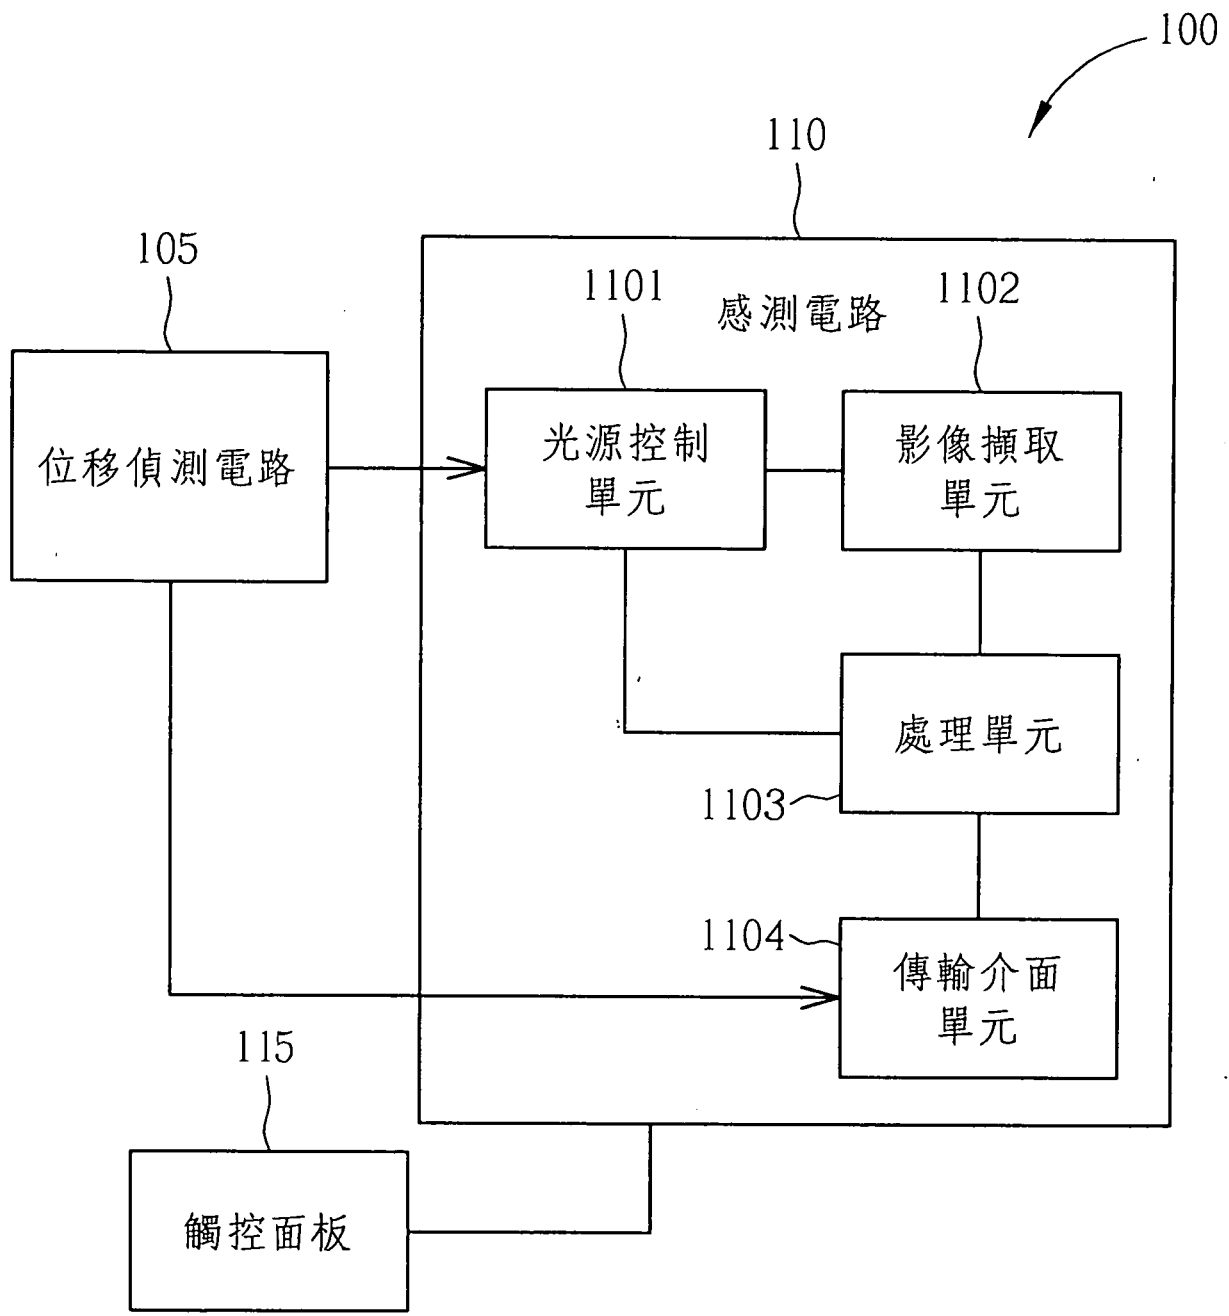 100
110
105
感測電路
1101
1102
位移偵測電路
光源控制
單元
影像擷取
單元
處理單元
1103
1104
傳輸介面
單元
115
觸控面板